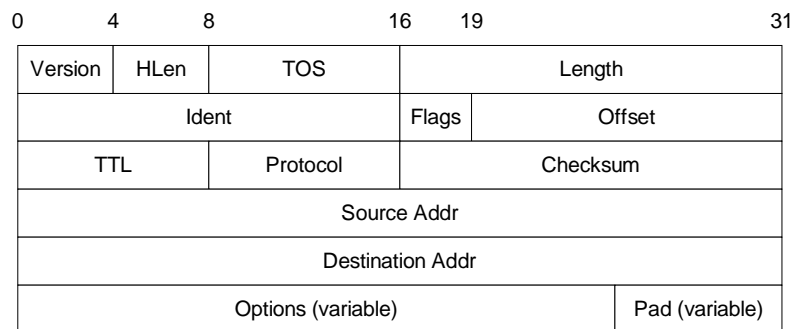 0 4 8 16 19 31
Version HLen TOS Length
Ident Flags Offset
TTL Protocol Checksum
Source Addr
Destination Addr
Options (variable) Pad (variable)